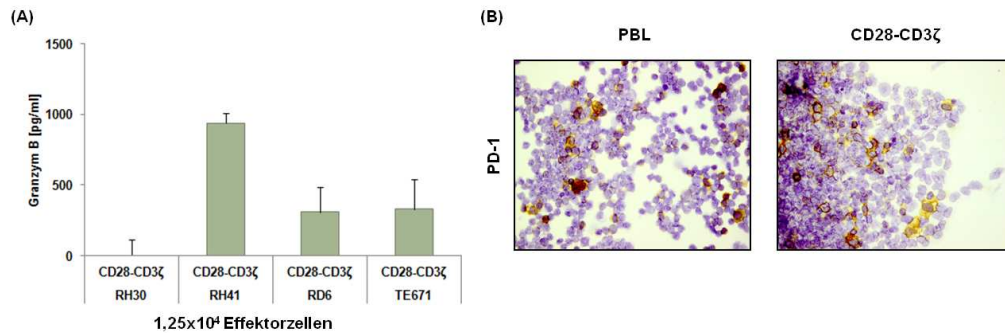 (A)
1500
1000
500
0
Granzym B [pg/ml]
CD28-CD3ζ CD28-CD3ζ CD28-CD3ζ CD28-CD3ζ
RH30 RH41 RD6 TE671
1,25x10⁴ Effektorzellen
(B)
PBL CD28-CD3ζ
PD-1